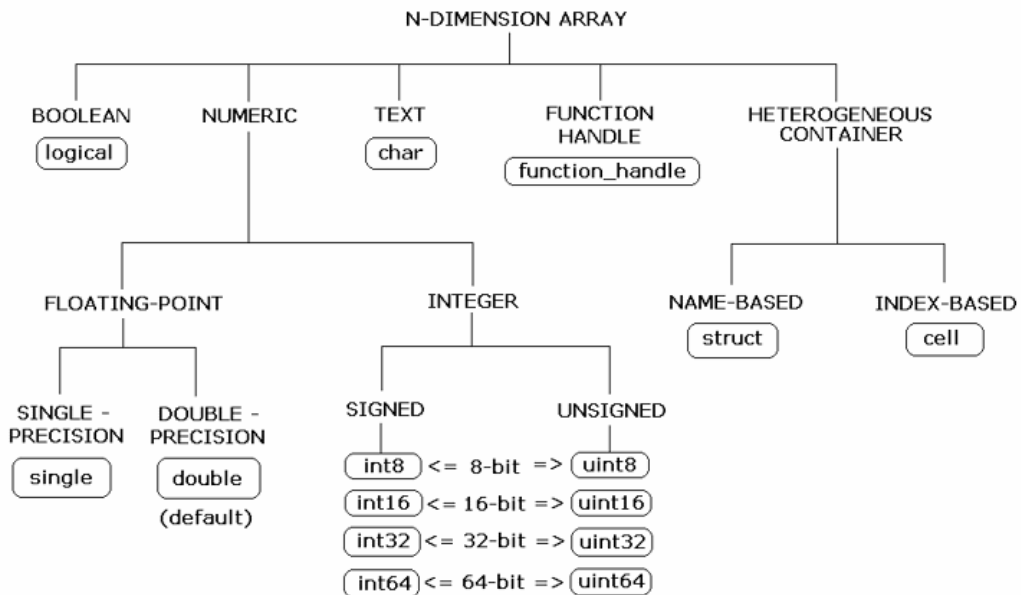 N-DIMENSION ARRAY
BOOLEAN
logical
NUMERIC
TEXT
char
FUNCTION
HANDLE
function_handle
HETEROGENEOUS
CONTAINER
FLOATING-POINT
INTEGER
NAME-BASED
struct
INDEX-BASED
cell
SINGLE -
PRECISION
single
DOUBLE -
PRECISION
double
(default)
SIGNED
UNSIGNED
int8 <= 8-bit => uint8
int16 <= 16-bit => uint16
int32 <= 32-bit => uint32
int64 <= 64-bit => uint64